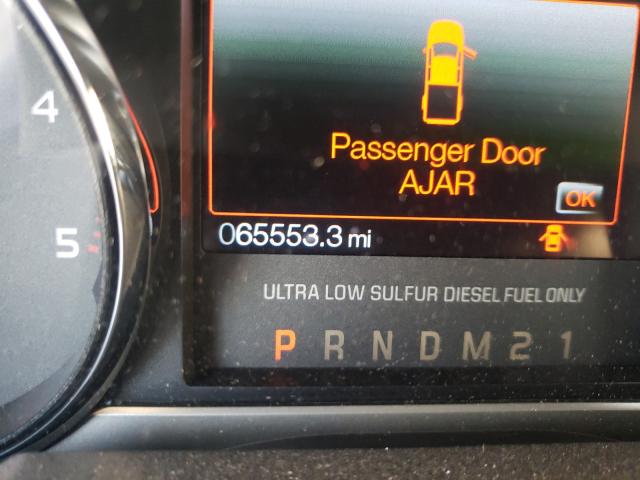 4
5
Passenger Door
AJAR
OK
065553.3 mi
ULTRA LOW SULFUR DIESEL FUEL ONLY
P R N D M 2 1